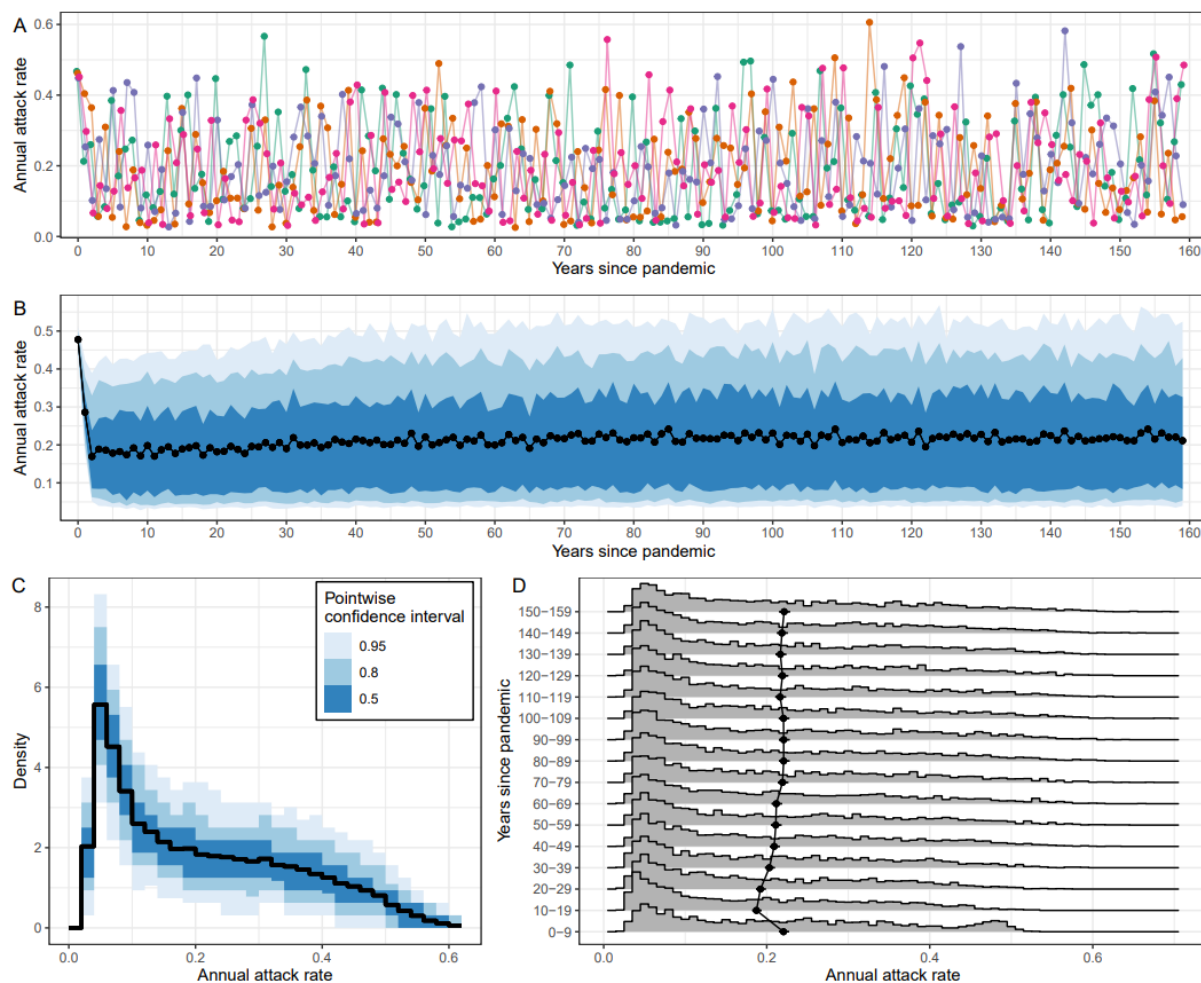 A
Annual attack rate
0.6
0.4
0.2
0.0
0 10 20 30 40 50 60 70 80 90 100 110 120 130 140 150 160
Years since pandemic
B
Annual attack rate
0.5
0.4
0.3
0.2
0.1
0 10 20 30 40 50 60 70 80 90 100 110 120 130 140 150 160
Years since pandemic
C
Density
8
6
4
2
0
Pointwise
confidence interval
0.95
0.8
0.5
0.0 0.2 0.4 0.6
Annual attack rate
D
Years since pandemic
150−159
140−149
130−139
120−129
110−119
100−109
90−99
80−89
70−79
60−69
50−59
40−49
30−39
20−29
10−19
0−9
0.0 0.2 0.4 0.6
Annual attack rate